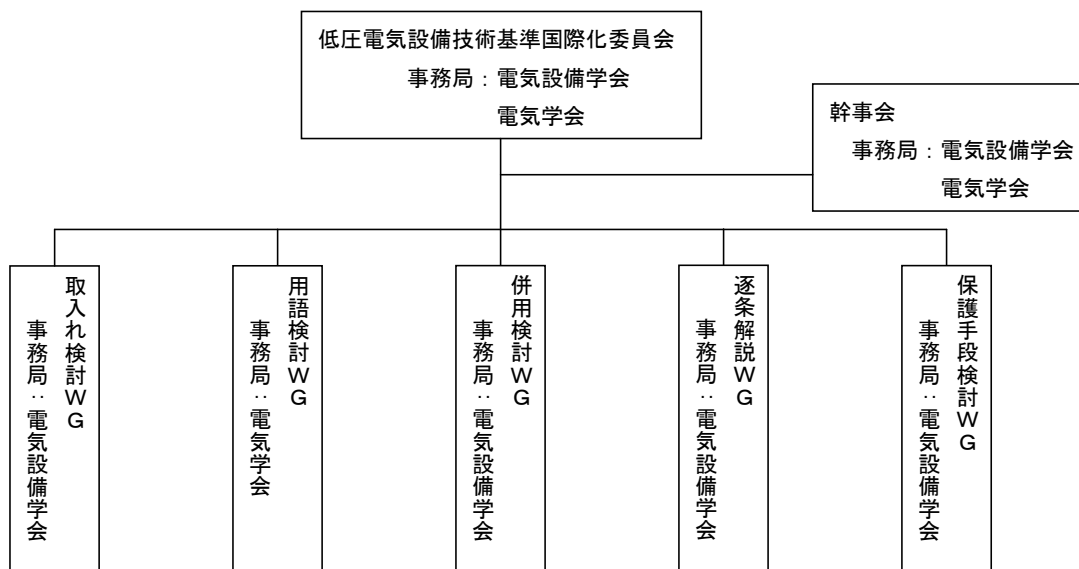 低圧電気設備技術基準国際化委員会
事務局：電気設備学会
電気学会
幹事会
事務局：電気設備学会
電気学会
取入れ検討ＷＧ
事務局：電気設備学会
用語検討ＷＧ
事務局：電気学会
併用検討ＷＧ
事務局：電気設備学会
逐条解説ＷＧ
事務局：電気設備学会
保護手段検討ＷＧ
事務局：電気設備学会